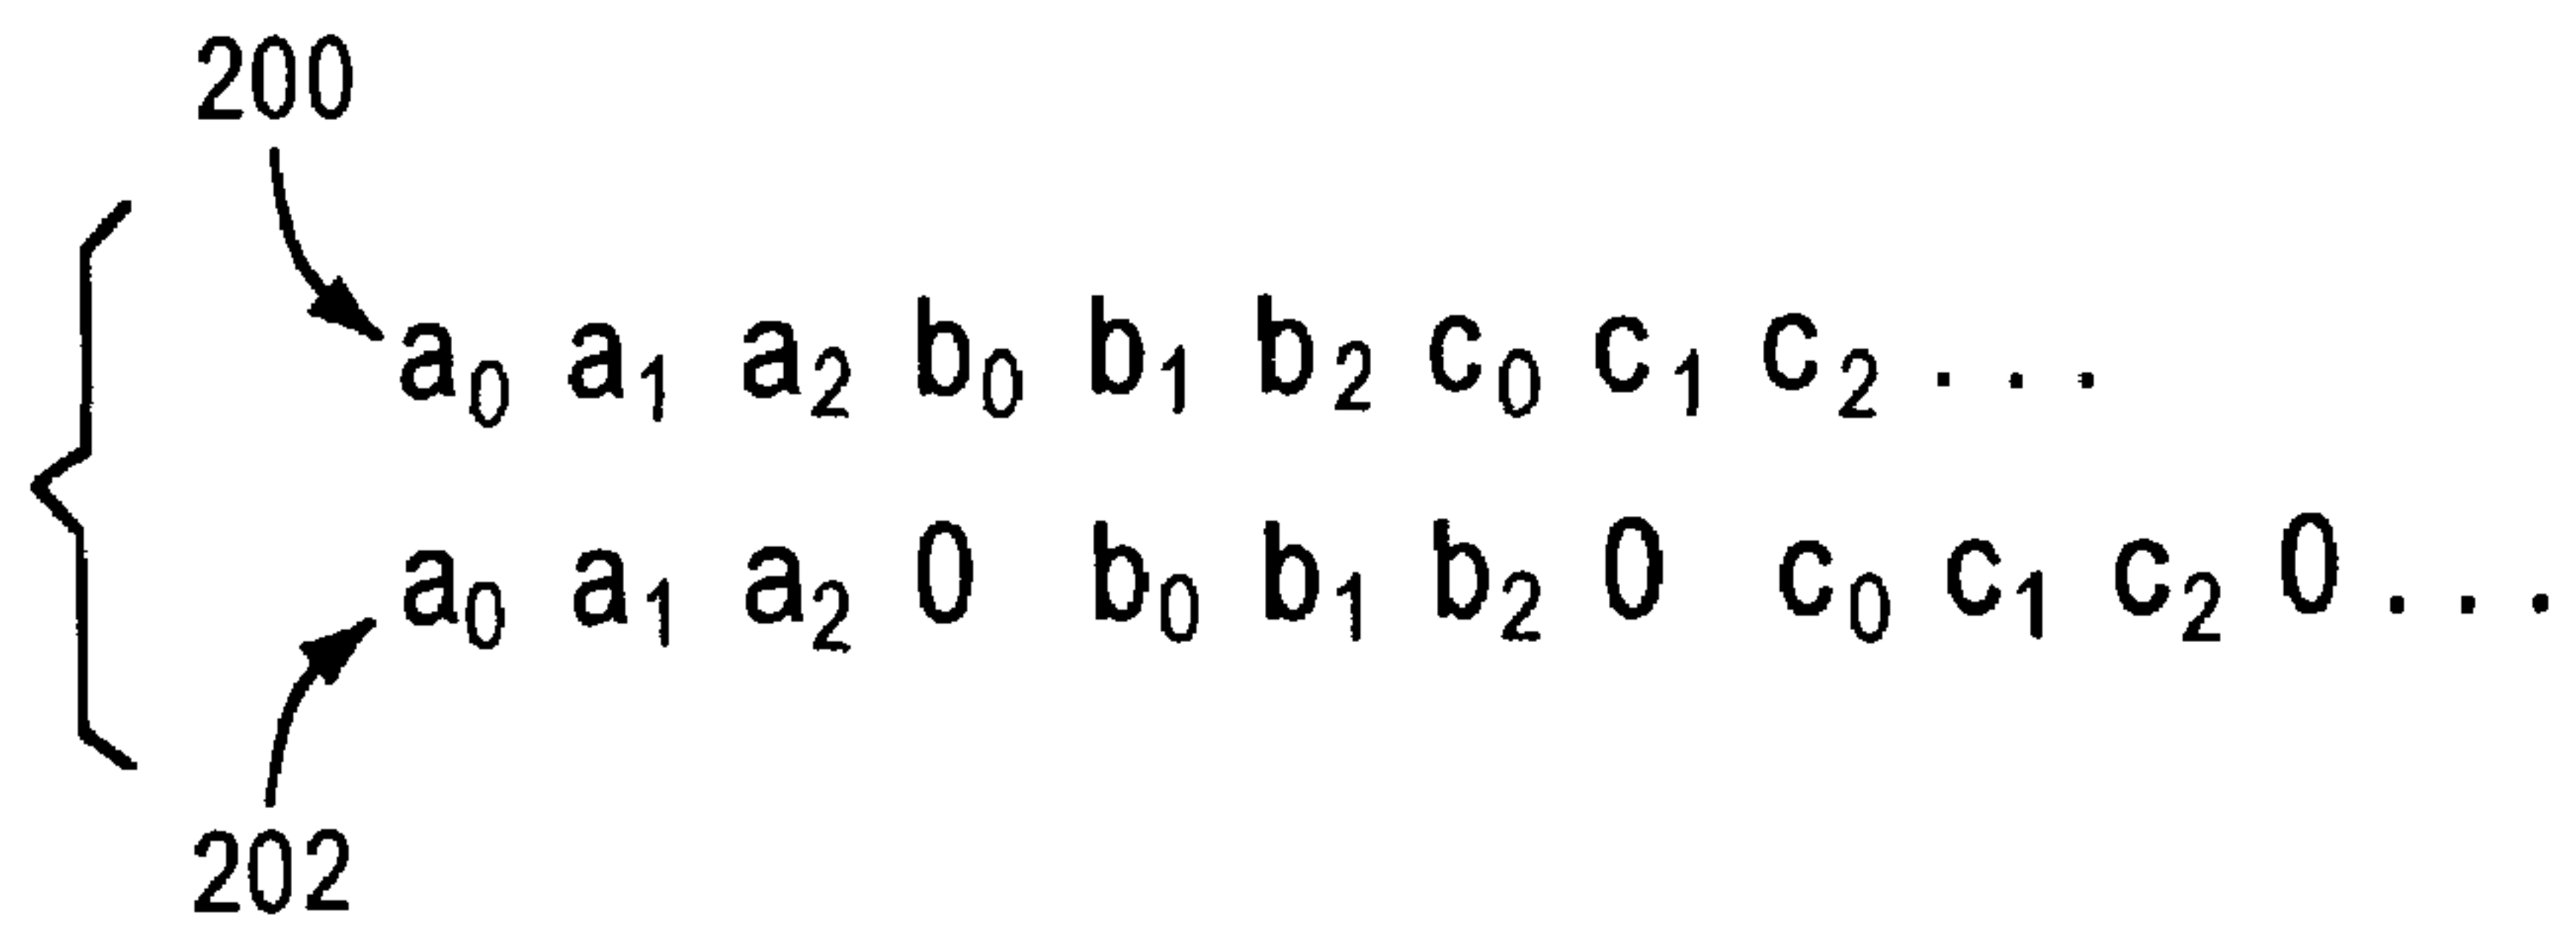 200
a₀ a₁ a₂ b₀ b₁ b₂ c₀ c₁ c₂ . . .
a₀ a₁ a₂ 0 b₀ b₁ b₂ 0 c₀ c₁ c₂ 0 . . .
202